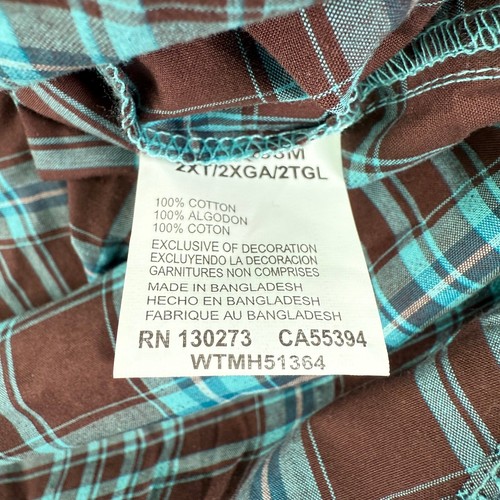 2XT/2XGA/2TGL
100% COTTON
100% ALGODON
100% COTON
EXCLUSIVE OF DECORATION
EXCLUYENDO LA DECORACION
GARNITURES NON COMPRISES
MADE IN BANGLADESH
HECHO EN BANGLADESH
FABRIQUE AU BANGLADESH
RN 130273 CA55394
WTMH51364